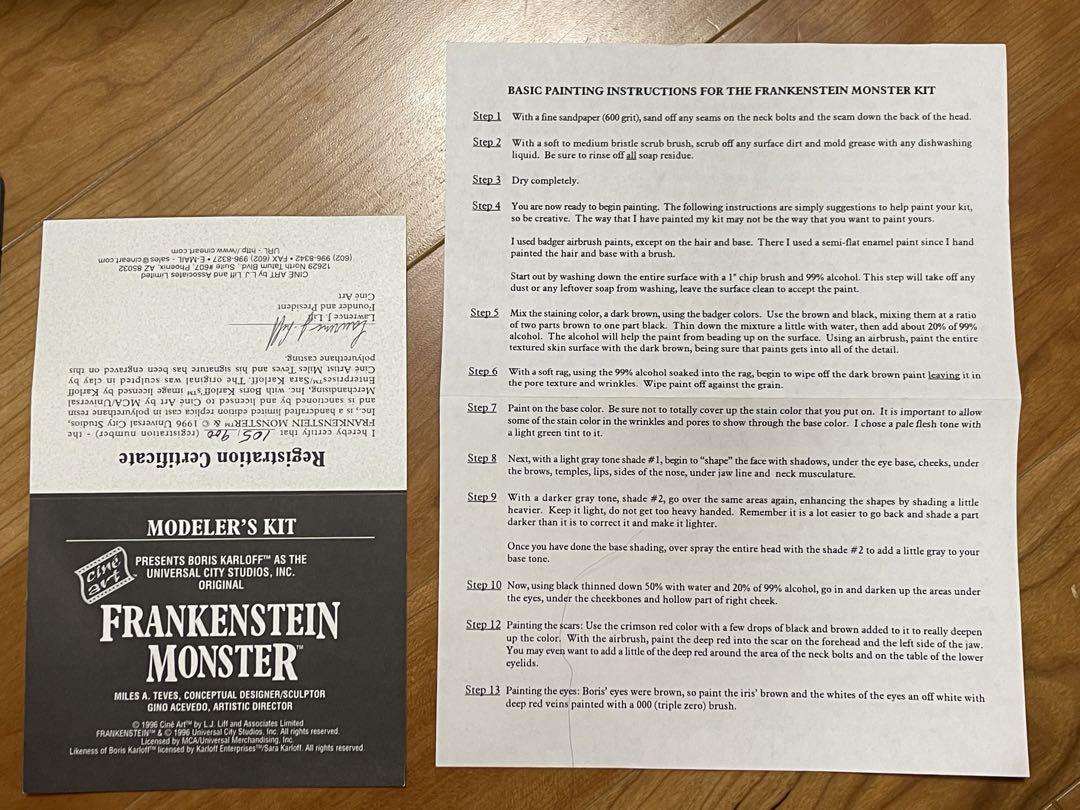 Registration Certificate
I hereby certify that 105/900 (registration number) - the
FRANKENSTEIN MONSTER™ & © 1996 Universal City Studios,
Inc., is a handcrafted limited edition replica cast in polyurethane resin
and is sanctioned by and licensed to Ciné Art by MCA/Universal
Merchandising, Inc. with Boris Karloff's™ image licensed by Karloff
Enterprises™/Sara Karloff. The original was sculpted in clay by
Ciné Artist Miles Teves and his signature has been engraved on this
polyurethane casting.
Lawrence J. Liff
Lawrence J. Liff
Founder and President
Ciné Art
CINÉ ART by L.J. Liff and Associates Limited
12629 North Tatum Blvd., Suite #607, Phoenix, AZ 85032
(602) 996-8342 • FAX (602) 996-8327 • E-MAIL - sales@cineart.com
URL - http://www.cineart.com
MODELER'S KIT
ciné
art
PRESENTS BORIS KARLOFF™ AS THE
UNIVERSAL CITY STUDIOS, INC.
ORIGINAL
FRANKENSTEIN
MONSTER™
MILES A. TEVES, CONCEPTUAL DESIGNER/SCULPTOR
GINO ACEVEDO, ARTISTIC DIRECTOR
© 1996 Ciné Art™ by L.J. Liff and Associates Limited
FRANKENSTEIN™ & © 1996 Universal City Studios, Inc. All rights reserved.
Licensed by MCA/Universal Merchandising, Inc.
Likeness of Boris Karloff™ licensed by Karloff Enterprises™/Sara Karloff. All rights reserved.
BASIC PAINTING INSTRUCTIONS FOR THE FRANKENSTEIN MONSTER KIT
Step 1 With a fine sandpaper (600 grit), sand off any seams on the neck bolts and the seam down the back of the head.
Step 2 With a soft to medium bristle scrub brush, scrub off any surface dirt and mold grease with any dishwashing
liquid. Be sure to rinse off all soap residue.
Step 3 Dry completely.
Step 4 You are now ready to begin painting. The following instructions are simply suggestions to help paint your kit,
so be creative. The way that I have painted my kit may not be the way that you want to paint yours.
I used badger airbrush paints, except on the hair and base. There I used a semi-flat enamel paint since I hand
painted the hair and base with a brush.
Start out by washing down the entire surface with a 1" chip brush and 99% alcohol. This step will take off any
dust or any leftover soap from washing, leave the surface clean to accept the paint.
Step 5 Mix the staining color, a dark brown, using the badger colors. Use the brown and black, mixing them at a ratio
of two parts brown to one part black. Thin down the mixture a little with water, then add about 20% of 99%
alcohol. The alcohol will help the paint from beading up on the surface. Using an airbrush, paint the entire
textured skin surface with the dark brown, being sure that paints gets into all of the detail.
Step 6 With a soft rag, using the 99% alcohol soaked into the rag, begin to wipe off the dark brown paint leaving it in
the pore texture and wrinkles. Wipe paint off against the grain.
Step 7 Paint on the base color. Be sure not to totally cover up the stain color that you put on. It is important to allow
some of the stain color in the wrinkles and pores to show through the base color. I chose a pale flesh tone with
a light green tint to it.
Step 8 Next, with a light gray tone shade #1, begin to “shape” the face with shadows, under the eye base, cheeks, under
the brows, temples, lips, sides of the nose, under jaw line and neck musculature.
Step 9 With a darker gray tone, shade #2, go over the same areas again, enhancing the shapes by shading a little
heavier. Keep it light, do not get too heavy handed. Remember it is a lot easier to go back and shade a part
darker than it is to correct it and make it lighter.
Once you have done the base shading, over spray the entire head with the shade #2 to add a little gray to your
base tone.
Step 10 Now, using black thinned down 50% with water and 20% of 99% alcohol, go in and darken up the areas under
the eyes, under the cheekbones and hollow part of right cheek.
Step 12 Painting the scars: Use the crimson red color with a few drops of black and brown added to it to really deepen
up the color. With the airbrush, paint the deep red into the scar on the forehead and the left side of the jaw.
You may even want to add a little of the deep red around the area of the neck bolts and on the table of the lower
eyelids.
Step 13 Painting the eyes: Boris' eyes were brown, so paint the iris' brown and the whites of the eyes an off white with
deep red veins painted with a 000 (triple zero) brush.